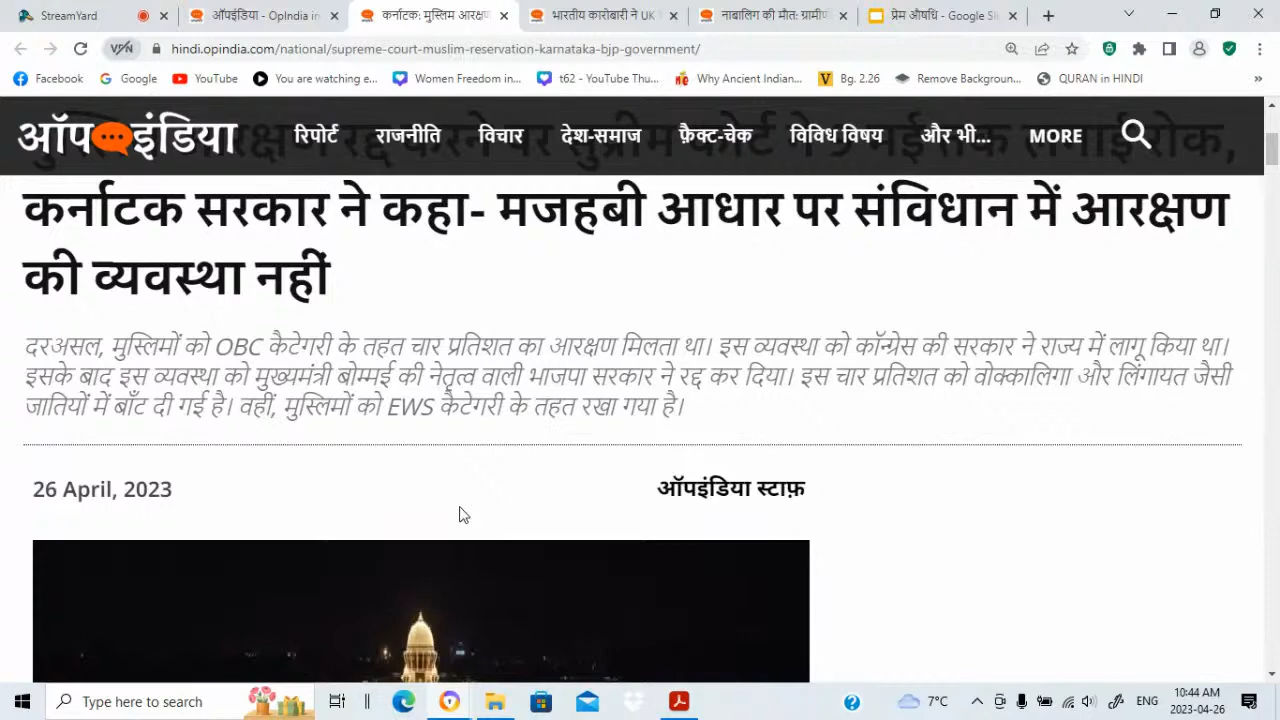 StreamYard
ऑपइंडिया - OpIndia in
कर्नाटक: मुस्लिम आरक्षण
भारतीय कारोबारी ने UK
नाबालिग की मौत: ग्रामीण
प्रेम औषधि - Google Sl
VPN
hindi.opindia.com/national/supreme-court-muslim-reservation-karnataka-bjp-government/
Facebook
Google
YouTube
You are watching e...
Women Freedom in...
t62 - YouTube Thu...
Why Ancient Indian...
Bg. 2.26
Remove Backgroun...
QURAN in HINDI
ऑपइंडिया
रिपोर्ट
राजनीति
विचार
देश-समाज
फ़ैक्ट-चेक
विविध विषय
और भी...
MORE
कर्नाटक सरकार ने कहा- मजहबी आधार पर संविधान में आरक्षण
की व्यवस्था नहीं
दरअसल, मुस्लिमों को OBC कैटेगरी के तहत चार प्रतिशत का आरक्षण मिलता था। इस व्यवस्था को कॉन्ग्रेस की सरकार ने राज्य में लागू किया था।
इसके बाद इस व्यवस्था को मुख्यमंत्री बोम्मई की नेतृत्व वाली भाजपा सरकार ने रद्द कर दिया। इस चार प्रतिशत को वोक्कालिगा और लिंगायत जैसी
जातियों में बाँट दी गई है। वहीं, मुस्लिमों को EWS कैटेगरी के तहत रखा गया है।
26 April, 2023
ऑपइंडिया स्टाफ़
Type here to search
7°C
ENG
10:44 AM
2023-04-26